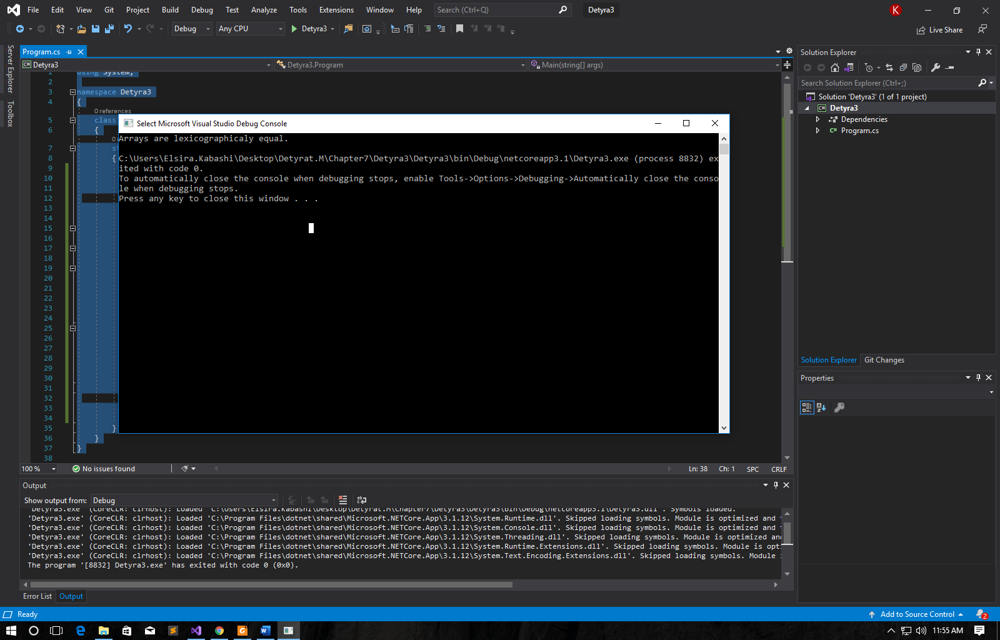 File Edit View Git Project Build Debug Test Analyze Tools Extensions Window Help Search (Ctrl+Q) Detyra3 K
Debug Any CPU Detyra3 Live Share
Server Explorer
Toolbox
Program.cs
Detyra3 Detyra3.Program Main(string[] args)
1 using System;
2
3 namespace Detyra3
4 {
0 references
5 class
6 {
0
7 st
8 {
9
10
11
12
13
14
15
16
17
18
19
20
21
22
23
24
25
26
27
28
29
30
31
32
33
34
35 }
36 }
37 }
38
Select Microsoft Visual Studio Debug Console
Arrays are lexicographicaly equal.
C:\Users\Elsira.Kabashi\Desktop\Detyrat.M\Chapter7\Detyra3\Detyra3\bin\Debug\netcoreapp3.1\Detyra3.exe (process 8832) ex
ited with code 0.
To automatically close the console when debugging stops, enable Tools->Options->Debugging->Automatically close the conso
le when debugging stops.
Press any key to close this window . . .
100 % No issues found Ln: 38 Ch: 1 SPC CRLF
Output
Show output from: Debug
'Detyra3.exe' (CoreCLR: clrhost): Loaded 'C:\Users\Elsira.Kabashi\Desktop\Detyrat.M\Chapter7\Detyra3\Detyra3\bin\Debug\netcoreapp3.1\Detyra3.dll'. Symbols loaded.
'Detyra3.exe' (CoreCLR: clrhost): Loaded 'C:\Program Files\dotnet\shared\Microsoft.NETCore.App\3.1.12\System.Runtime.dll'. Skipped loading symbols. Module is optimized and
'Detyra3.exe' (CoreCLR: clrhost): Loaded 'C:\Program Files\dotnet\shared\Microsoft.NETCore.App\3.1.12\System.Console.dll'. Skipped loading symbols. Module is optimized and
'Detyra3.exe' (CoreCLR: clrhost): Loaded 'C:\Program Files\dotnet\shared\Microsoft.NETCore.App\3.1.12\System.Threading.dll'. Skipped loading symbols. Module is optimized an
'Detyra3.exe' (CoreCLR: clrhost): Loaded 'C:\Program Files\dotnet\shared\Microsoft.NETCore.App\3.1.12\System.Runtime.Extensions.dll'. Skipped loading symbols. Module is opt
'Detyra3.exe' (CoreCLR: clrhost): Loaded 'C:\Program Files\dotnet\shared\Microsoft.NETCore.App\3.1.12\System.Text.Encoding.Extensions.dll'. Skipped loading symbols. Module
The program '[8832] Detyra3.exe' has exited with code 0 (0x0).
Error List Output
Solution Explorer
Search Solution Explorer (Ctrl+;)
Solution 'Detyra3' (1 of 1 project)
Detyra3
Dependencies
Program.cs
Solution Explorer Git Changes
Properties
Ready Add to Source Control 2
11:55 AM